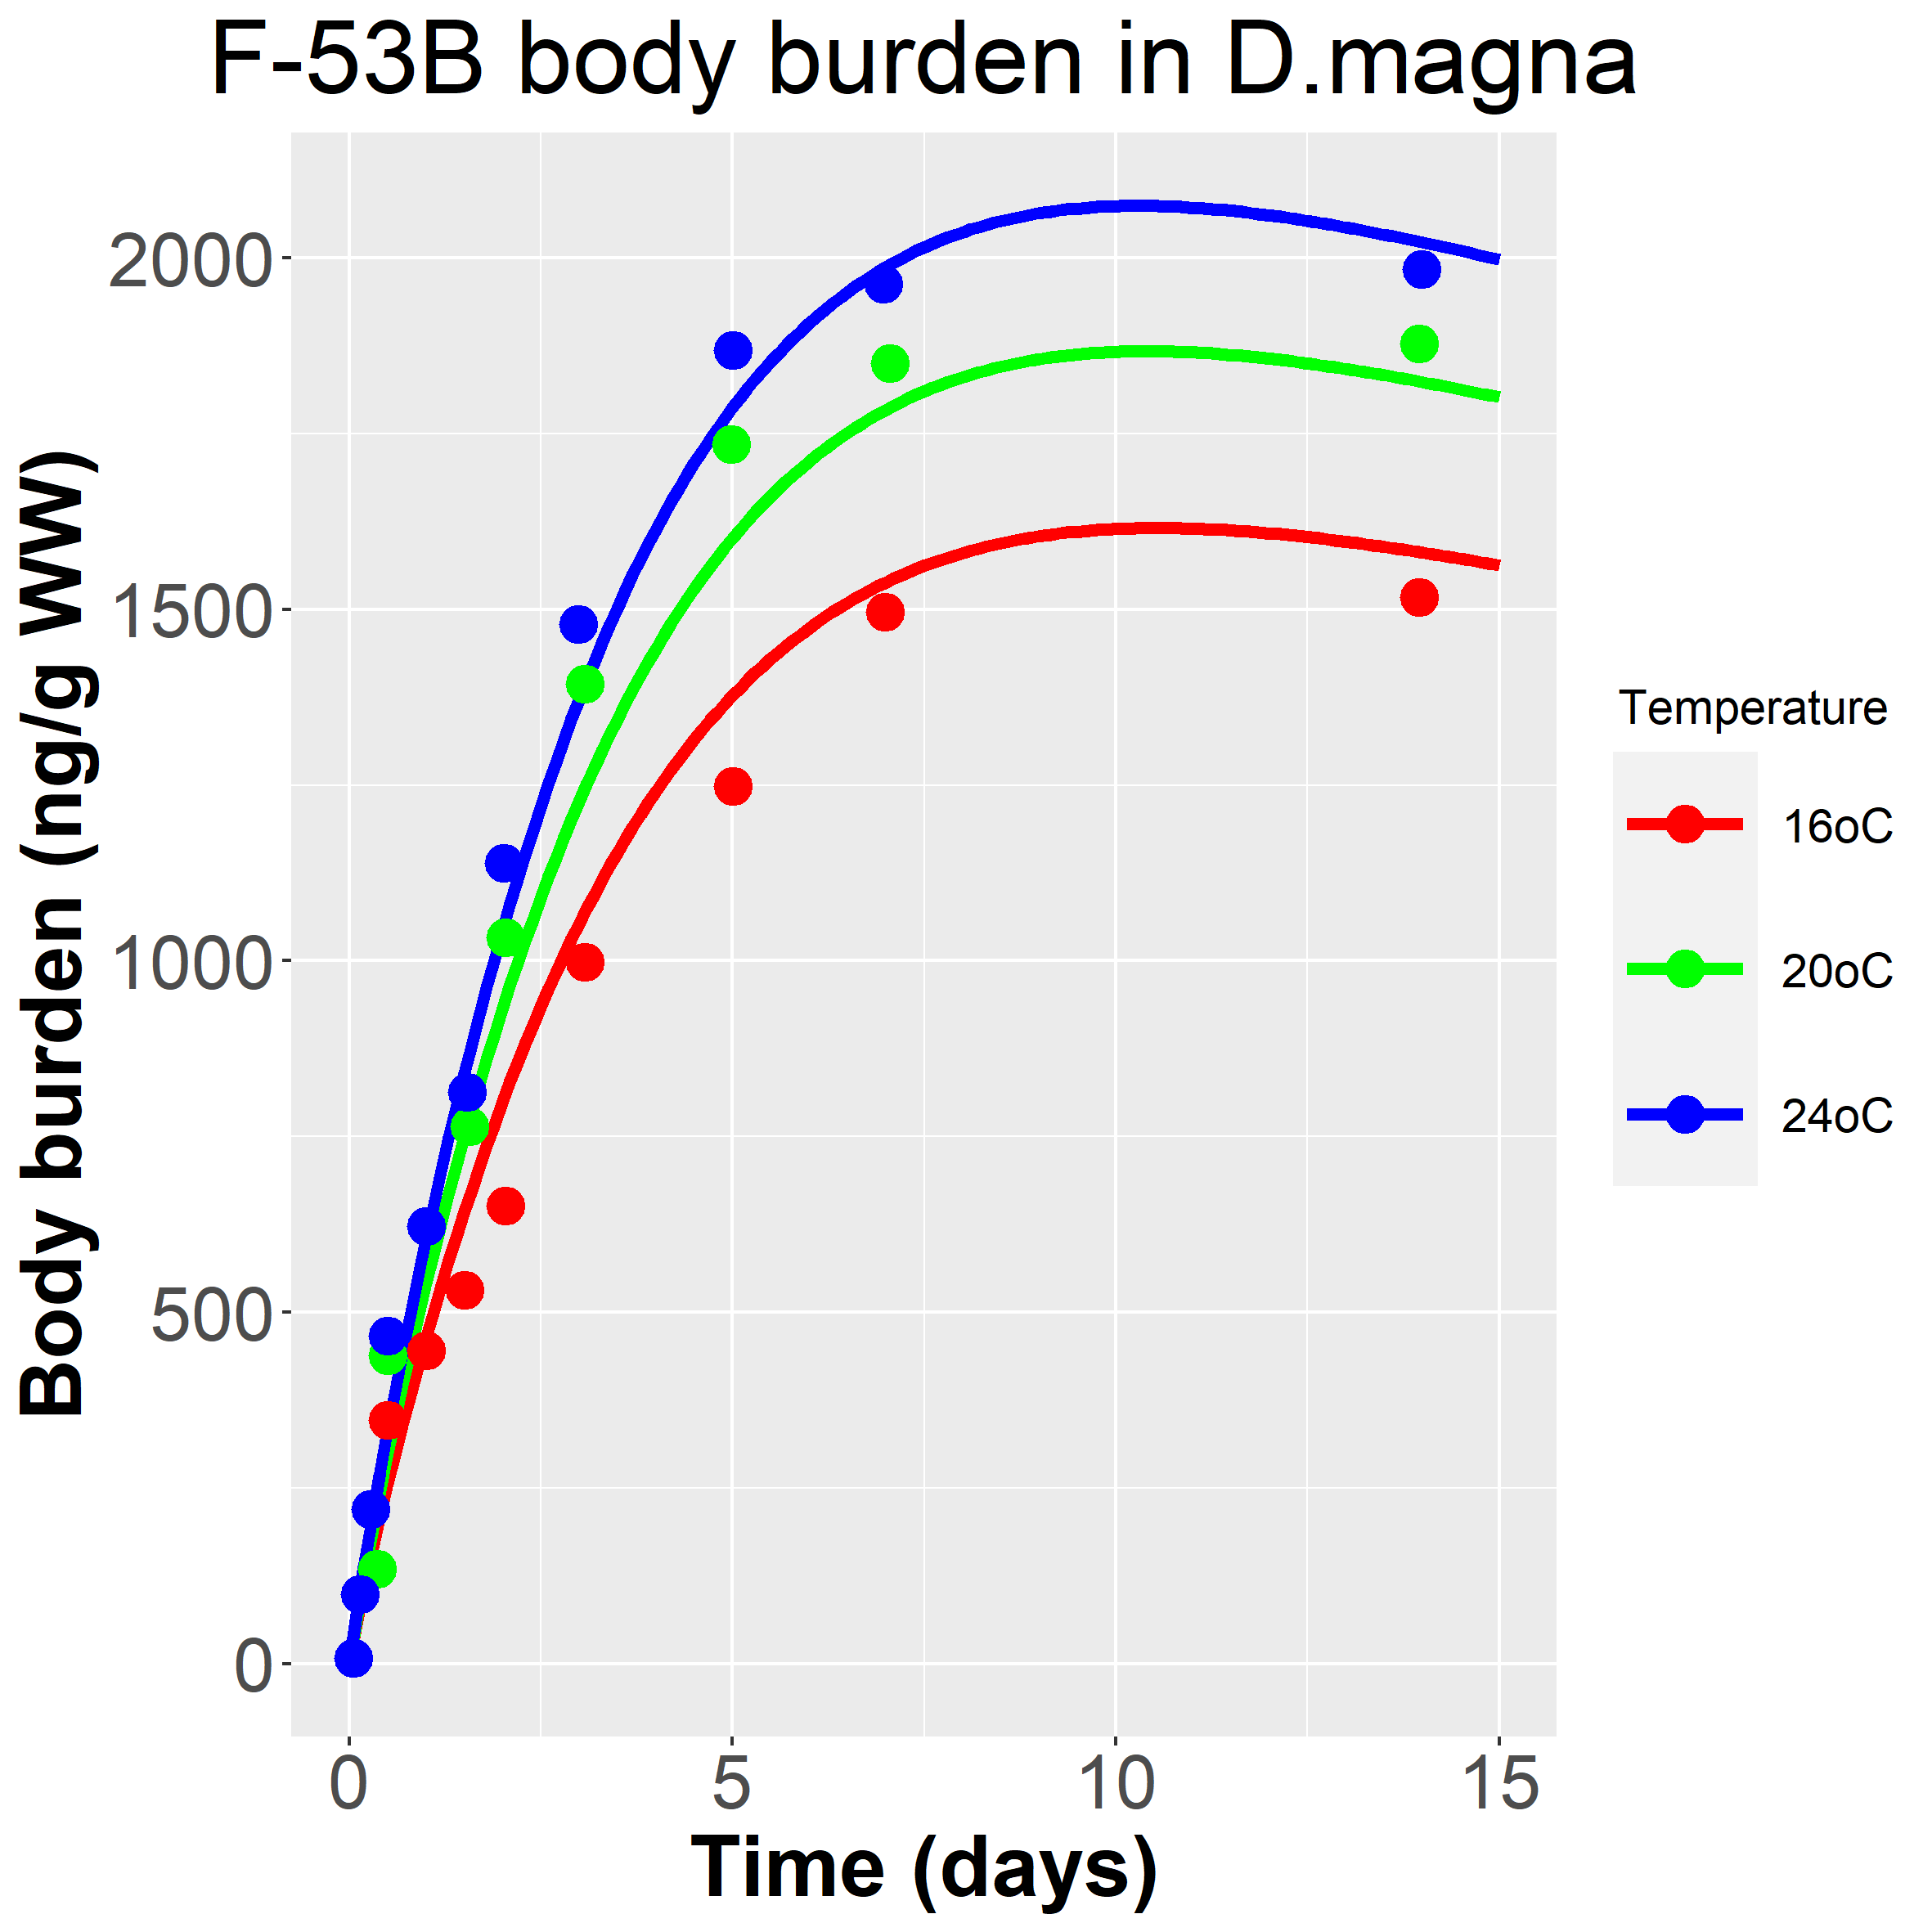 F-53B body burden in D.magna
Body burden (ng/g WW)
2000
1500
1000
500
0
0 5 10 15
Time (days)
Temperature
16oC
20oC
24oC